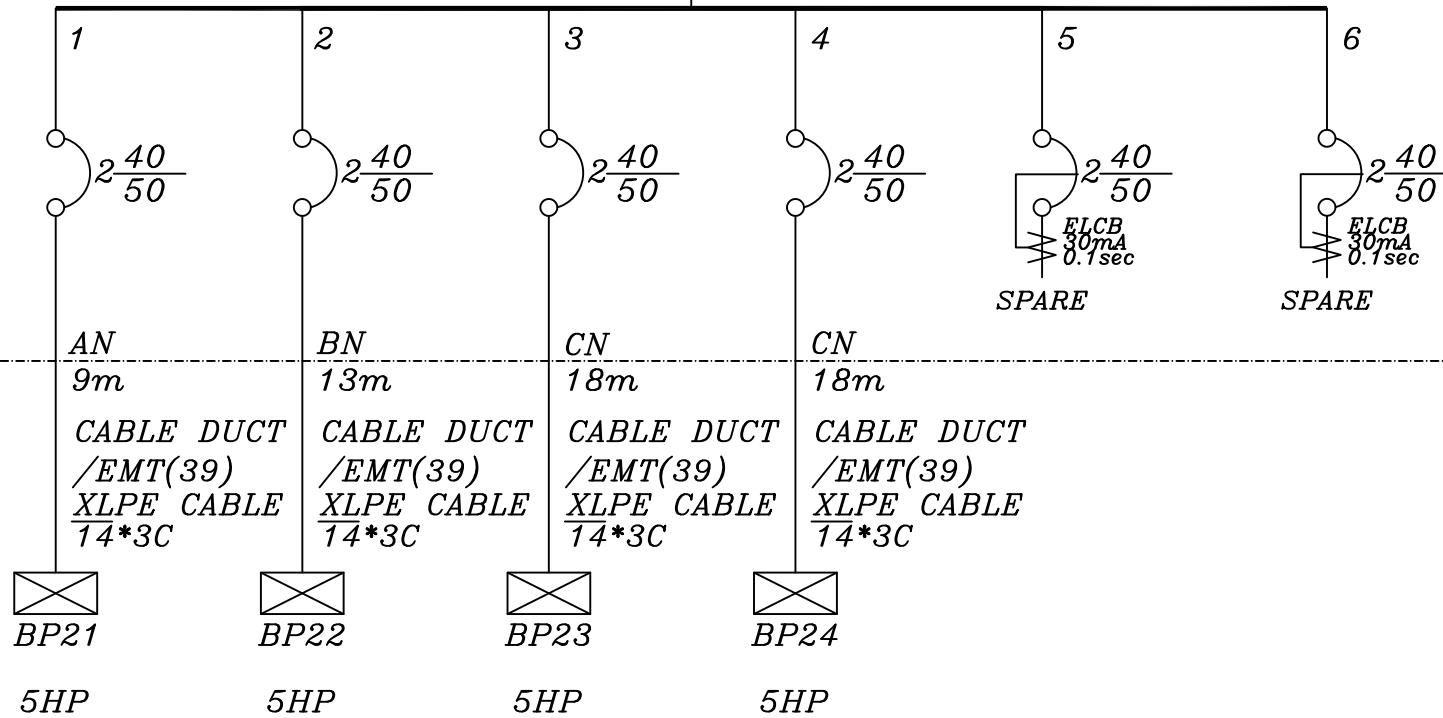 1
2
3
4
5
6
2 40
50
2 40
50
2 40
50
2 40
50
2 40
50
2 40
50
ELCB
30mA
0.1sec
ELCB
30mA
0.1sec
SPARE
SPARE
AN
BN
CN
CN
9m
13m
18m
18m
CABLE DUCT
/EMT(39)
XLPE CABLE
14*3C
CABLE DUCT
/EMT(39)
XLPE CABLE
14*3C
CABLE DUCT
/EMT(39)
XLPE CABLE
14*3C
CABLE DUCT
/EMT(39)
XLPE CABLE
14*3C
BP21
BP22
BP23
BP24
5HP
5HP
5HP
5HP